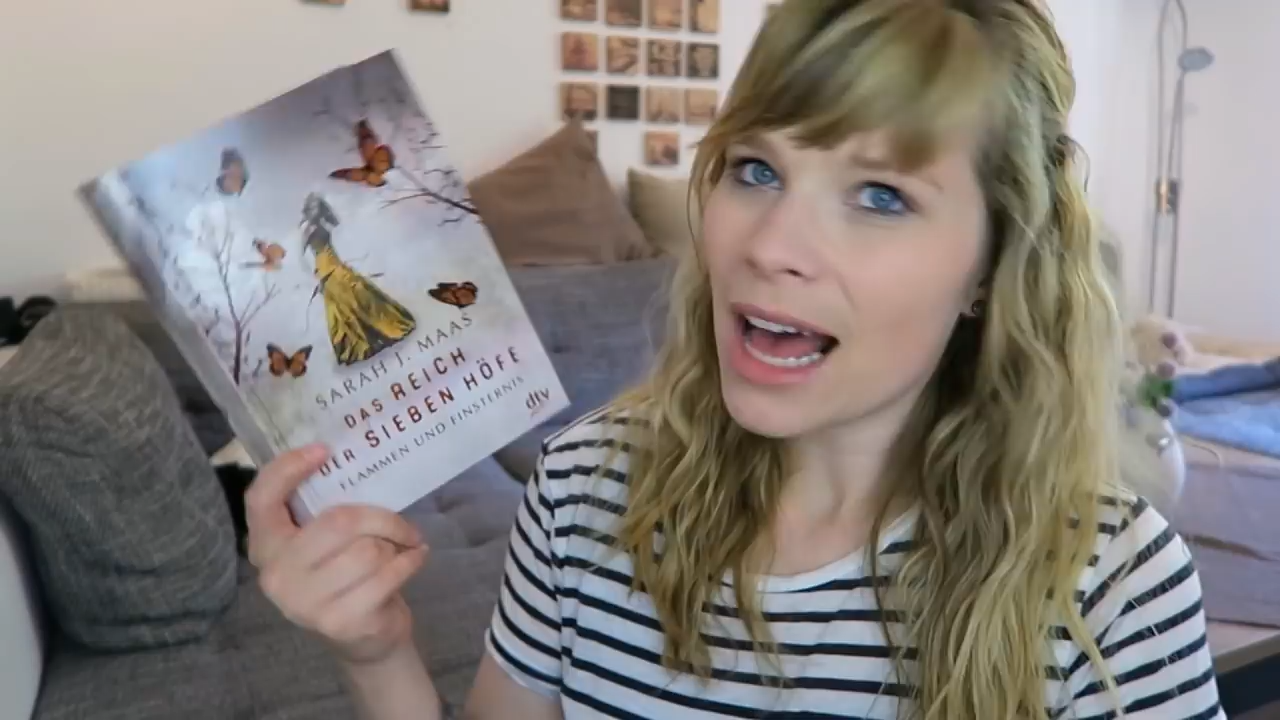 SARAH J. MAAS
DAS REICH
DER SIEBEN HÖFE
FLAMMEN UND FINSTERNIS
dtv